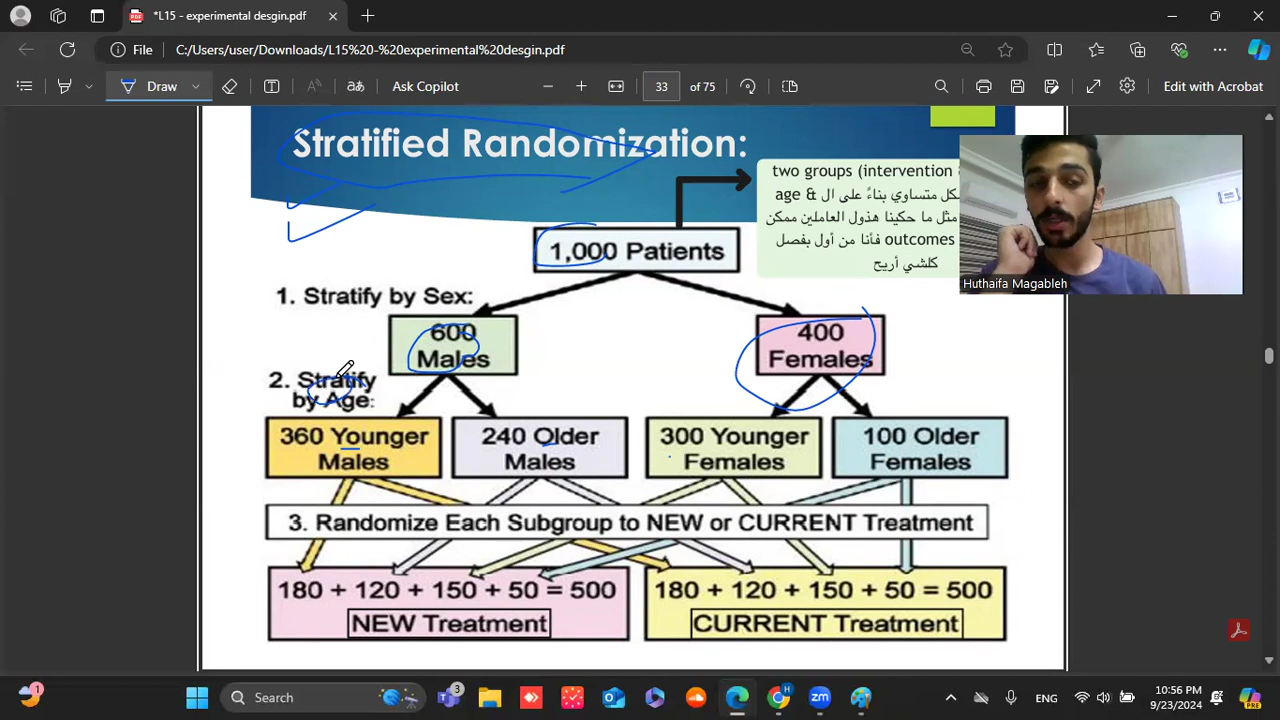 *L15 - experimental desgin.pdf
File
C:/Users/user/Downloads/L15%20-%20experimental%20desgin.pdf
Draw
Ask Copilot
33
of 75
Edit with Acrobat
Stratified Randomization:
two groups (intervention
متساوي بناءً على ال & age
مثل ما حكينا هذول العاملين ممكن
outcomes فأنا من أول بفصل
كلشي أريح
Huthaifa Magableh
1,000 Patients
1. Stratify by Sex:
600
Males
400
Females
2. Stratify
by Age:
360 Younger
Males
240 Older
Males
300 Younger
Females
100 Older
Females
3. Randomize Each Subgroup to NEW or CURRENT Treatment
180 + 120 + 150 + 50 = 500
NEW Treatment
180 + 120 + 150 + 50 = 500
CURRENT Treatment
1
Search
3
H
zm
ENG
10:56 PM
9/23/2024
PRE